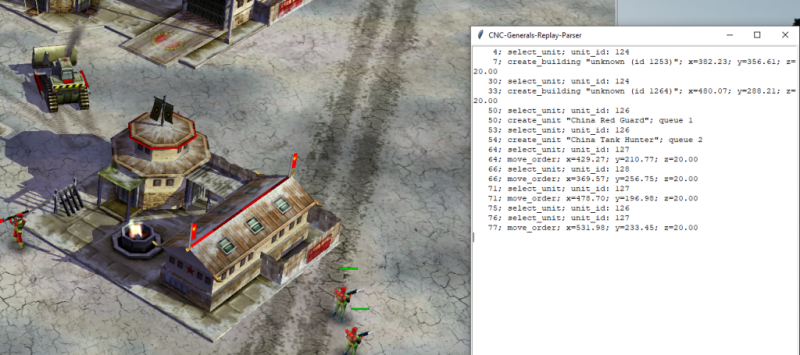 CNC-Generals-Replay-Parser
4; select_unit; unit_id: 124
7; create_building "unknown (id 1253)"; x=382.23; y=356.61; z=
20.00
30; select_unit; unit_id: 124
33; create_building "unknown (id 1264)"; x=480.07; y=288.21; z=
20.00
50; select_unit; unit_id: 126
50; create_unit "China Red Guard"; queue 1
53; select_unit; unit_id: 126
54; create_unit "China Tank Hunter"; queue 2
64; select_unit; unit_id: 127
64; move_order; x=429.27; y=210.77; z=20.00
66; select_unit; unit_id: 128
66; move_order; x=369.57; y=256.75; z=20.00
71; select_unit; unit_id: 127
71; move_order; x=478.70; y=196.98; z=20.00
75; select_unit; unit_id: 126
76; select_unit; unit_id: 127
77; move_order; x=531.98; y=233.45; z=20.00